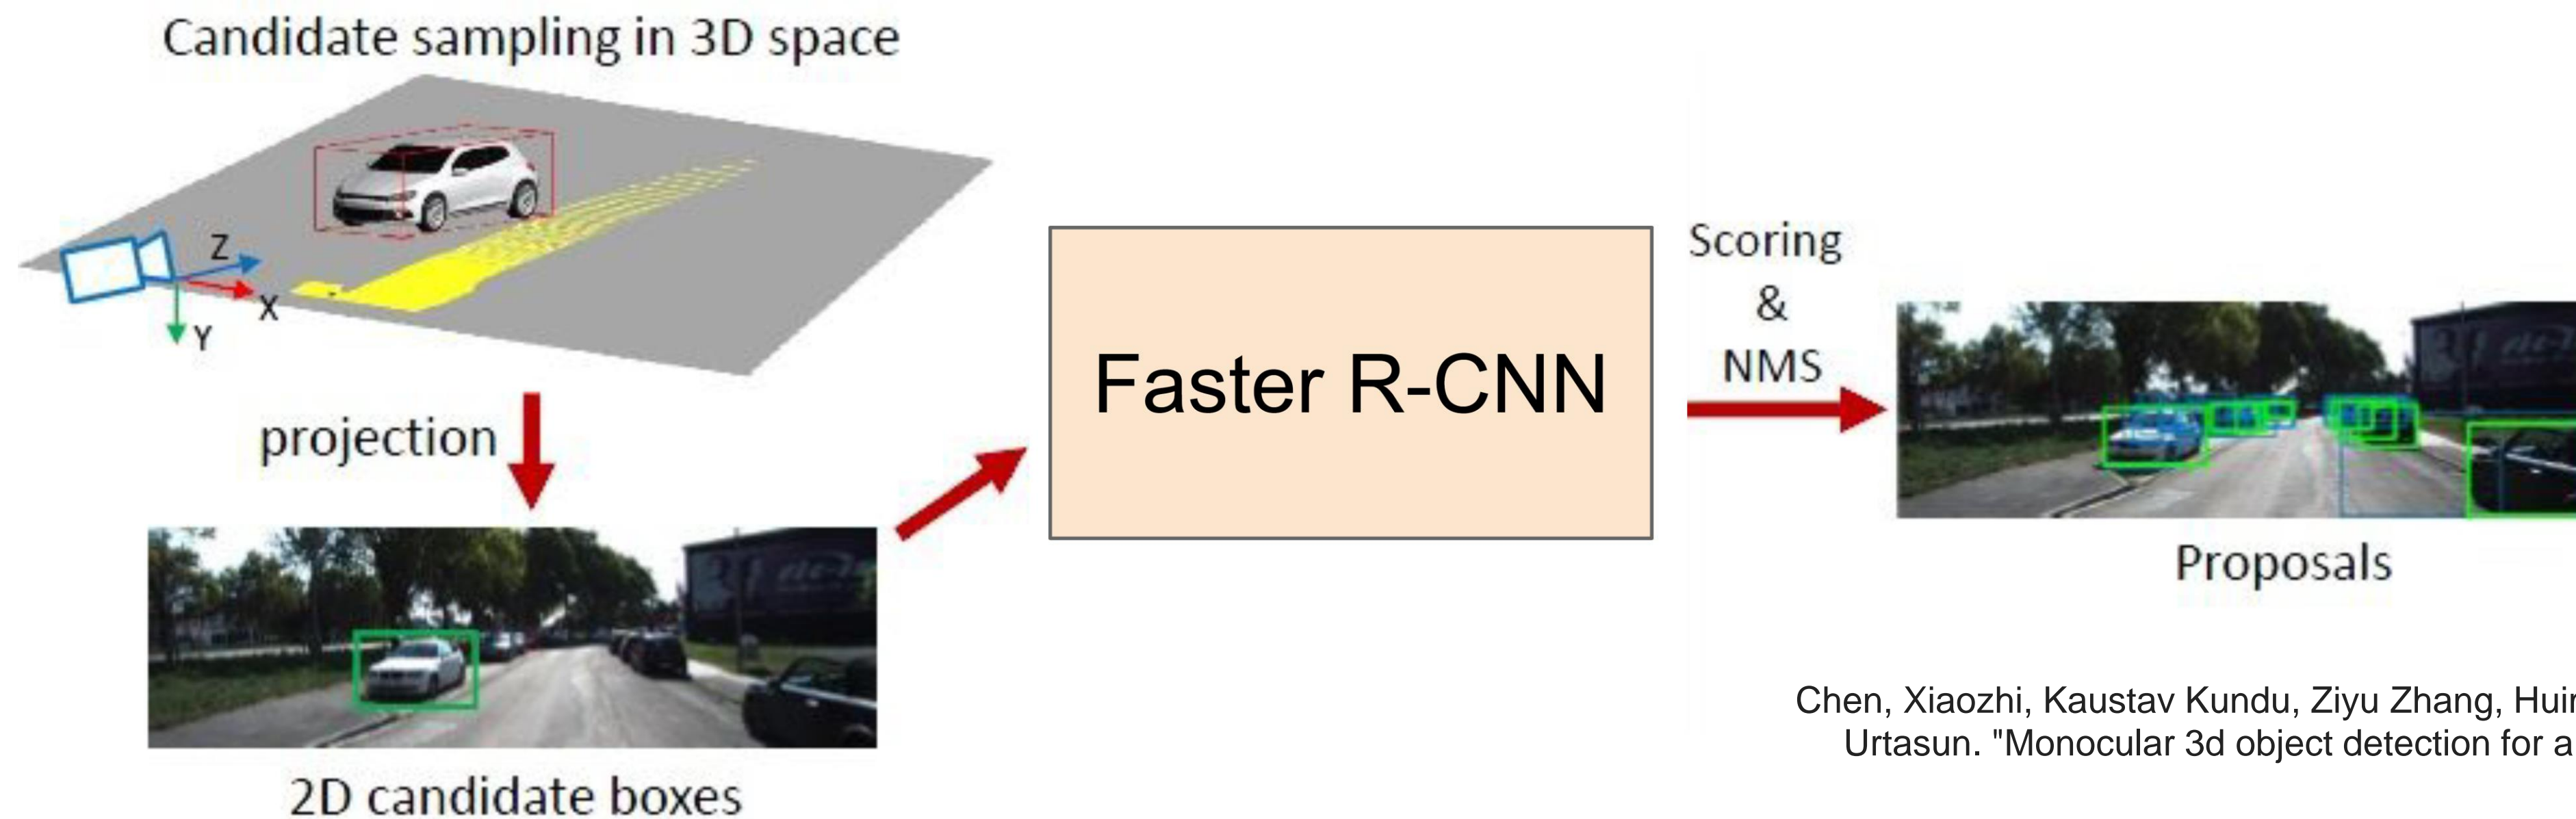 Candidate sampling in 3D space
Z
X
Y
projection
2D candidate boxes
Faster R-CNN
Scoring
&
NMS
Proposals
Chen, Xiaozhi, Kaustav Kundu, Ziyu Zhang,
Urtasun. "Monocular 3d object detection for a